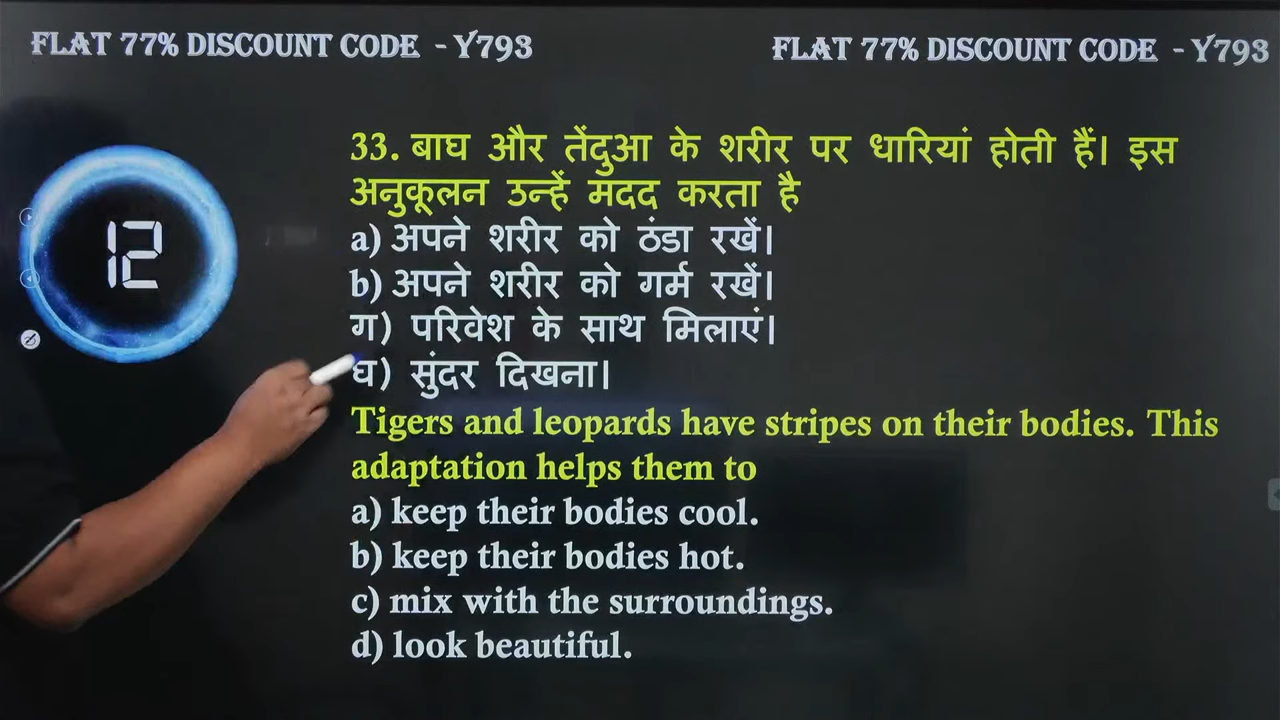 FLAT 77% DISCOUNT CODE - Y793
FLAT 77% DISCOUNT CODE - Y793
12
33. बाघ और तेंदुआ के शरीर पर धारियां होती हैं। इस
अनुकूलन उन्हें मदद करता है
a) अपने शरीर को ठंडा रखें।
b) अपने शरीर को गर्म रखें।
ग) परिवेश के साथ मिलाएं।
घ) सुंदर दिखना।
Tigers and leopards have stripes on their bodies. This
adaptation helps them to
a) keep their bodies cool.
b) keep their bodies hot.
c) mix with the surroundings.
d) look beautiful.